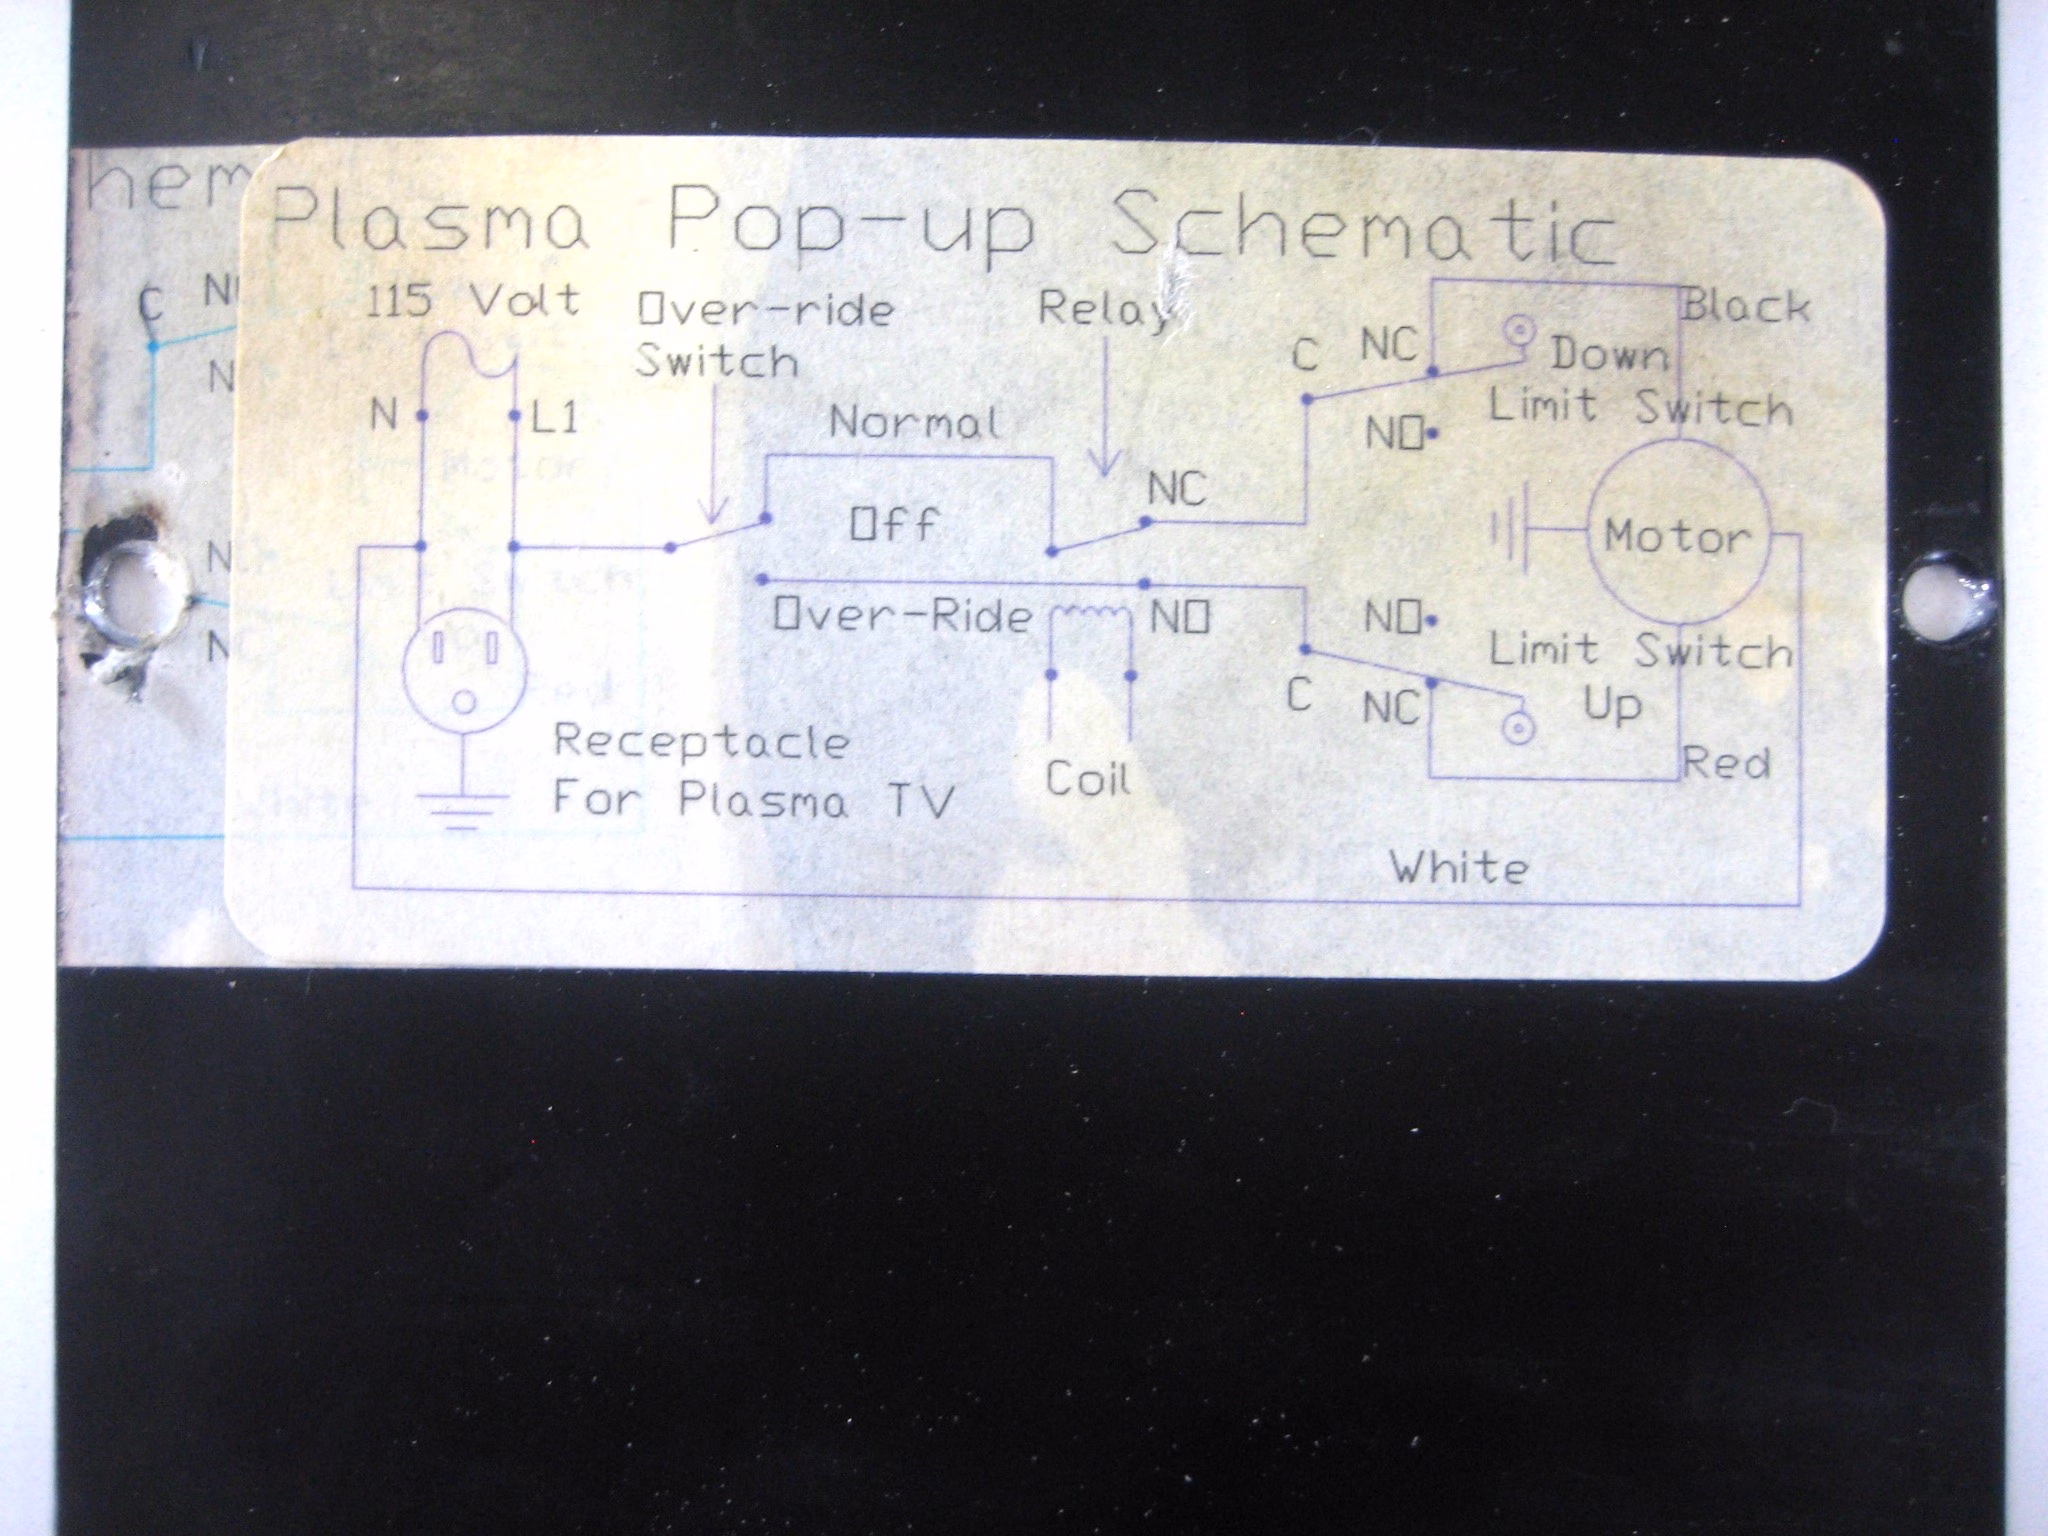 Plasma Pop-up Schematic
115 Volt
Over-ride
Switch
Relay
Black
C
NC
Down
Limit Switch
NO
N
L1
Normal
NC
Off
Motor
Over-Ride
NO
NO
Limit Switch
Up
C
NC
Receptacle
For Plasma TV
Coil
Red
White
hem
C
N
N
N
N